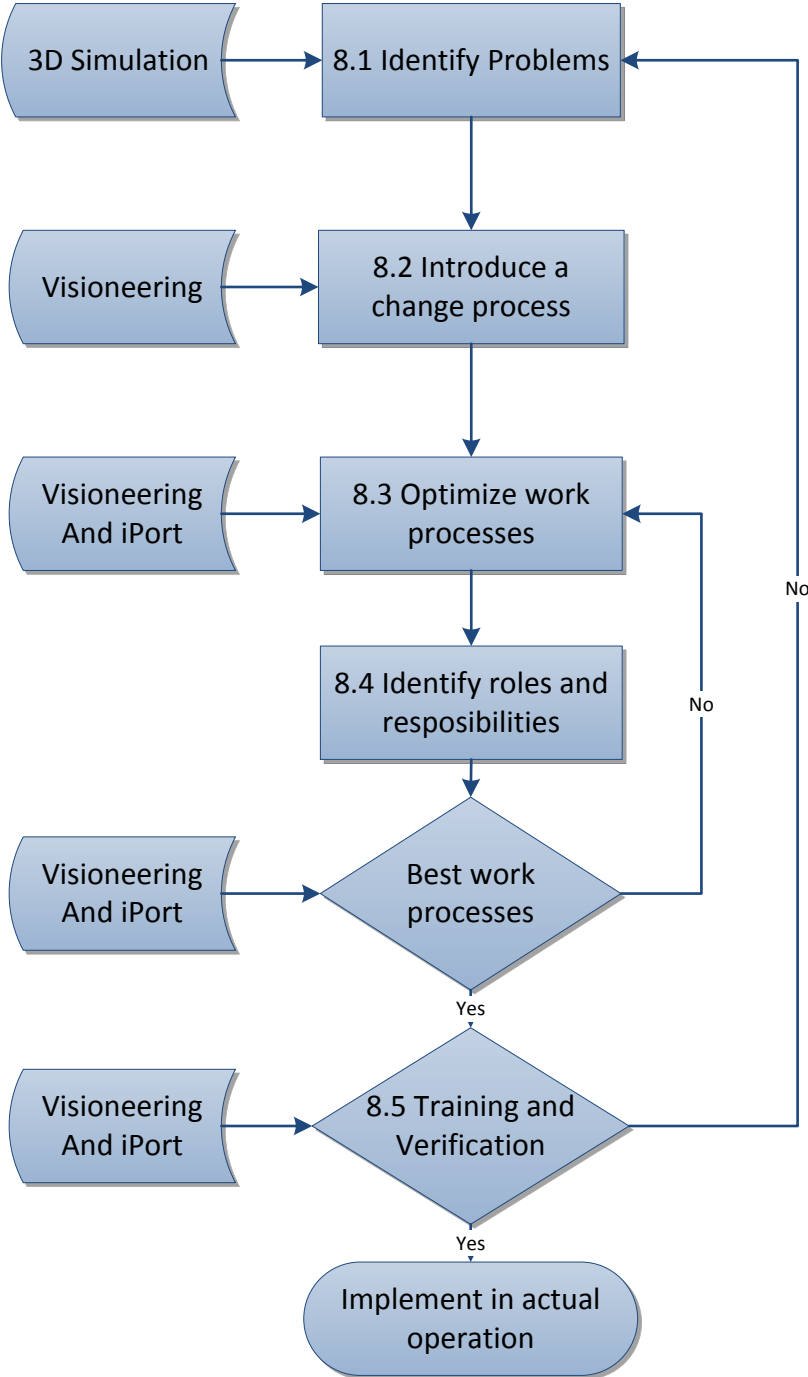 3D Simulation
8.1 Identify Problems
Visioneering
8.2 Introduce a
change process
Visioneering
And iPort
8.3 Optimize work
processes
No
8.4 Identify roles and
resposibilities
No
Visioneering
And iPort
Best work
processes
Yes
Visioneering
And iPort
8.5 Training and
Verification
Yes
Implement in actual
operation